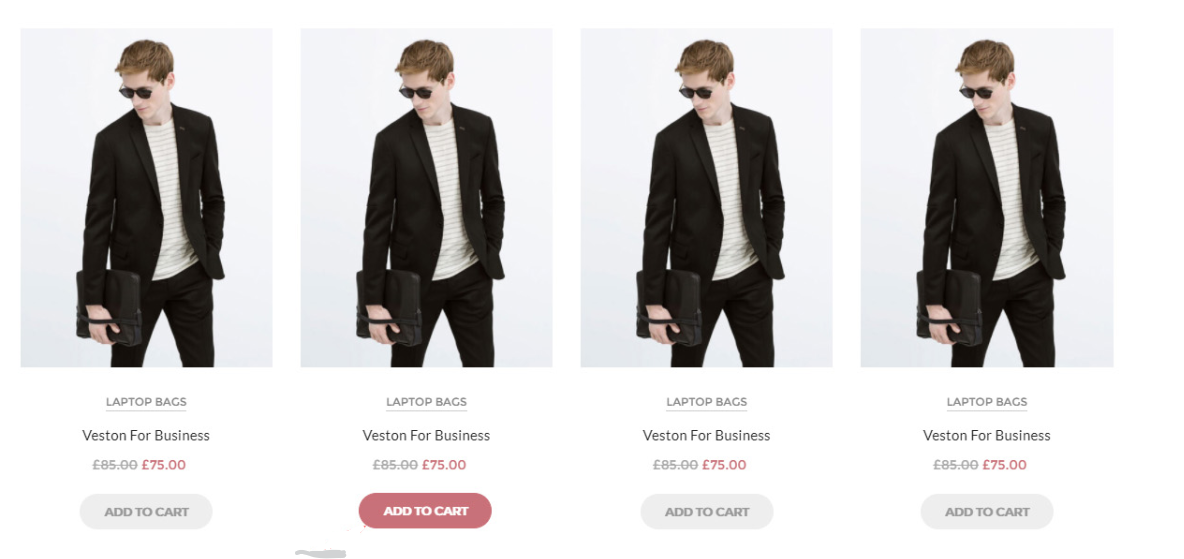 LAPTOP BAGS LAPTOP BAGS LAPTOP BAGS LAPTOP BAGS
Veston For Business Veston For Business Veston For Business Veston For Business
£85.00 £75.00 £85.00 £75.00 £85.00 £75.00 £85.00 £75.00
ADD TO CART ADD TO CART ADD TO CART ADD TO CART